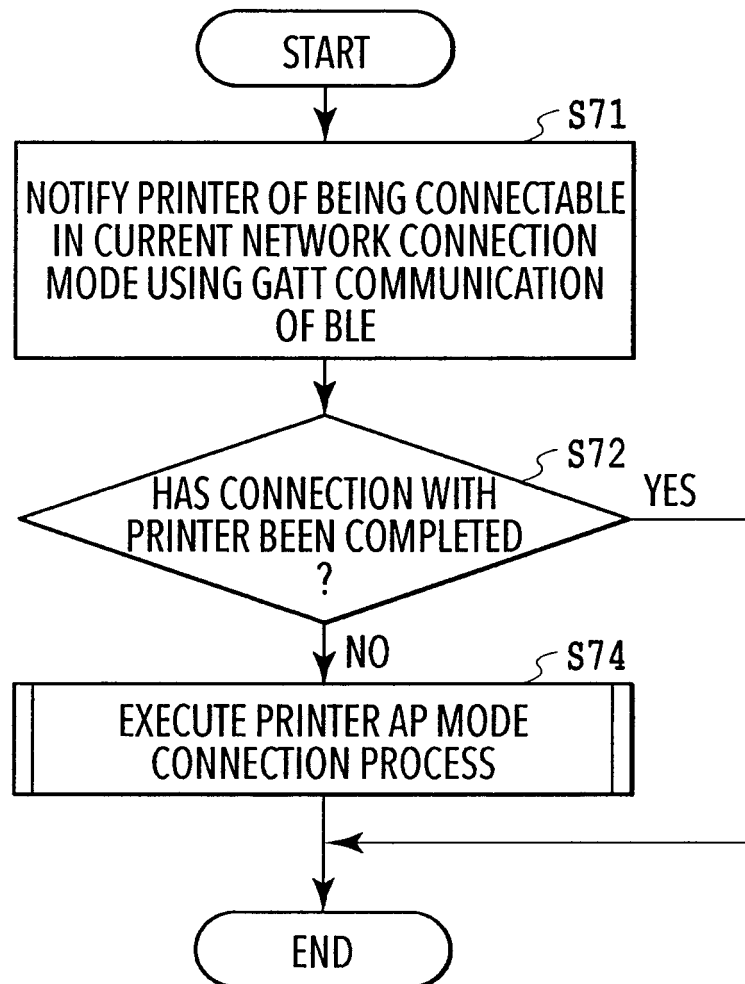 START
S71
NOTIFY PRINTER OF BEING CONNECTABLE
IN CURRENT NETWORK CONNECTION
MODE USING GATT COMMUNICATION
OF BLE
S72
HAS CONNECTION WITH
PRINTER BEEN COMPLETED
?
YES
NO
S74
EXECUTE PRINTER AP MODE
CONNECTION PROCESS
END